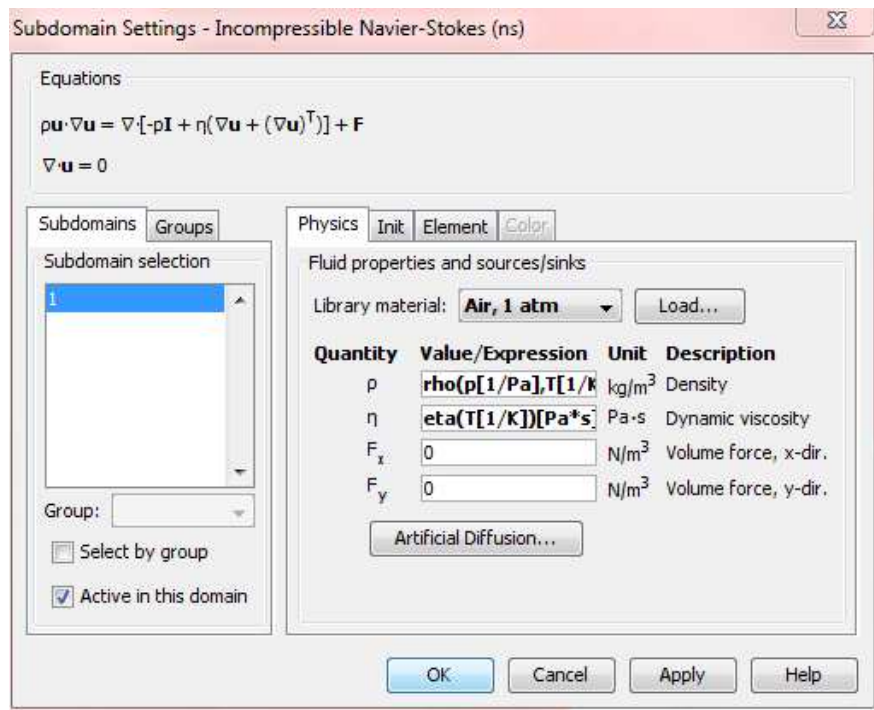 Subdomain Settings - Incompressible Navier-Stokes (ns)
Equations
ρu·∇u = ∇·[-pI + η(∇u + (∇u)ᵀ)] + F
∇·u = 0
Subdomains Groups
Subdomain selection
1
Group:
Select by group
Active in this domain
Physics Init Element Color
Fluid properties and sources/sinks
Library material: Air, 1 atm Load...
Quantity Value/Expression Unit Description
ρ rho(p[1/Pa],T[1/K kg/m³ Density
η eta(T[1/K])[Pa*s] Pa·s Dynamic viscosity
Fₓ 0 N/m³ Volume force, x-dir.
F_y 0 N/m³ Volume force, y-dir.
Artificial Diffusion...
OK Cancel Apply Help